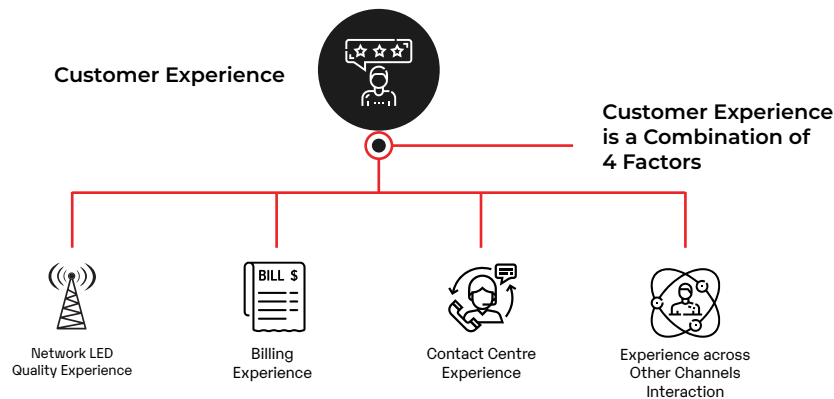 Customer Experience
Customer Experience
is a Combination of
4 Factors
BILL $
Network LED
Quality Experience
Billing
Experience
Contact Centre
Experience
Experience across
Other Channels
Interaction